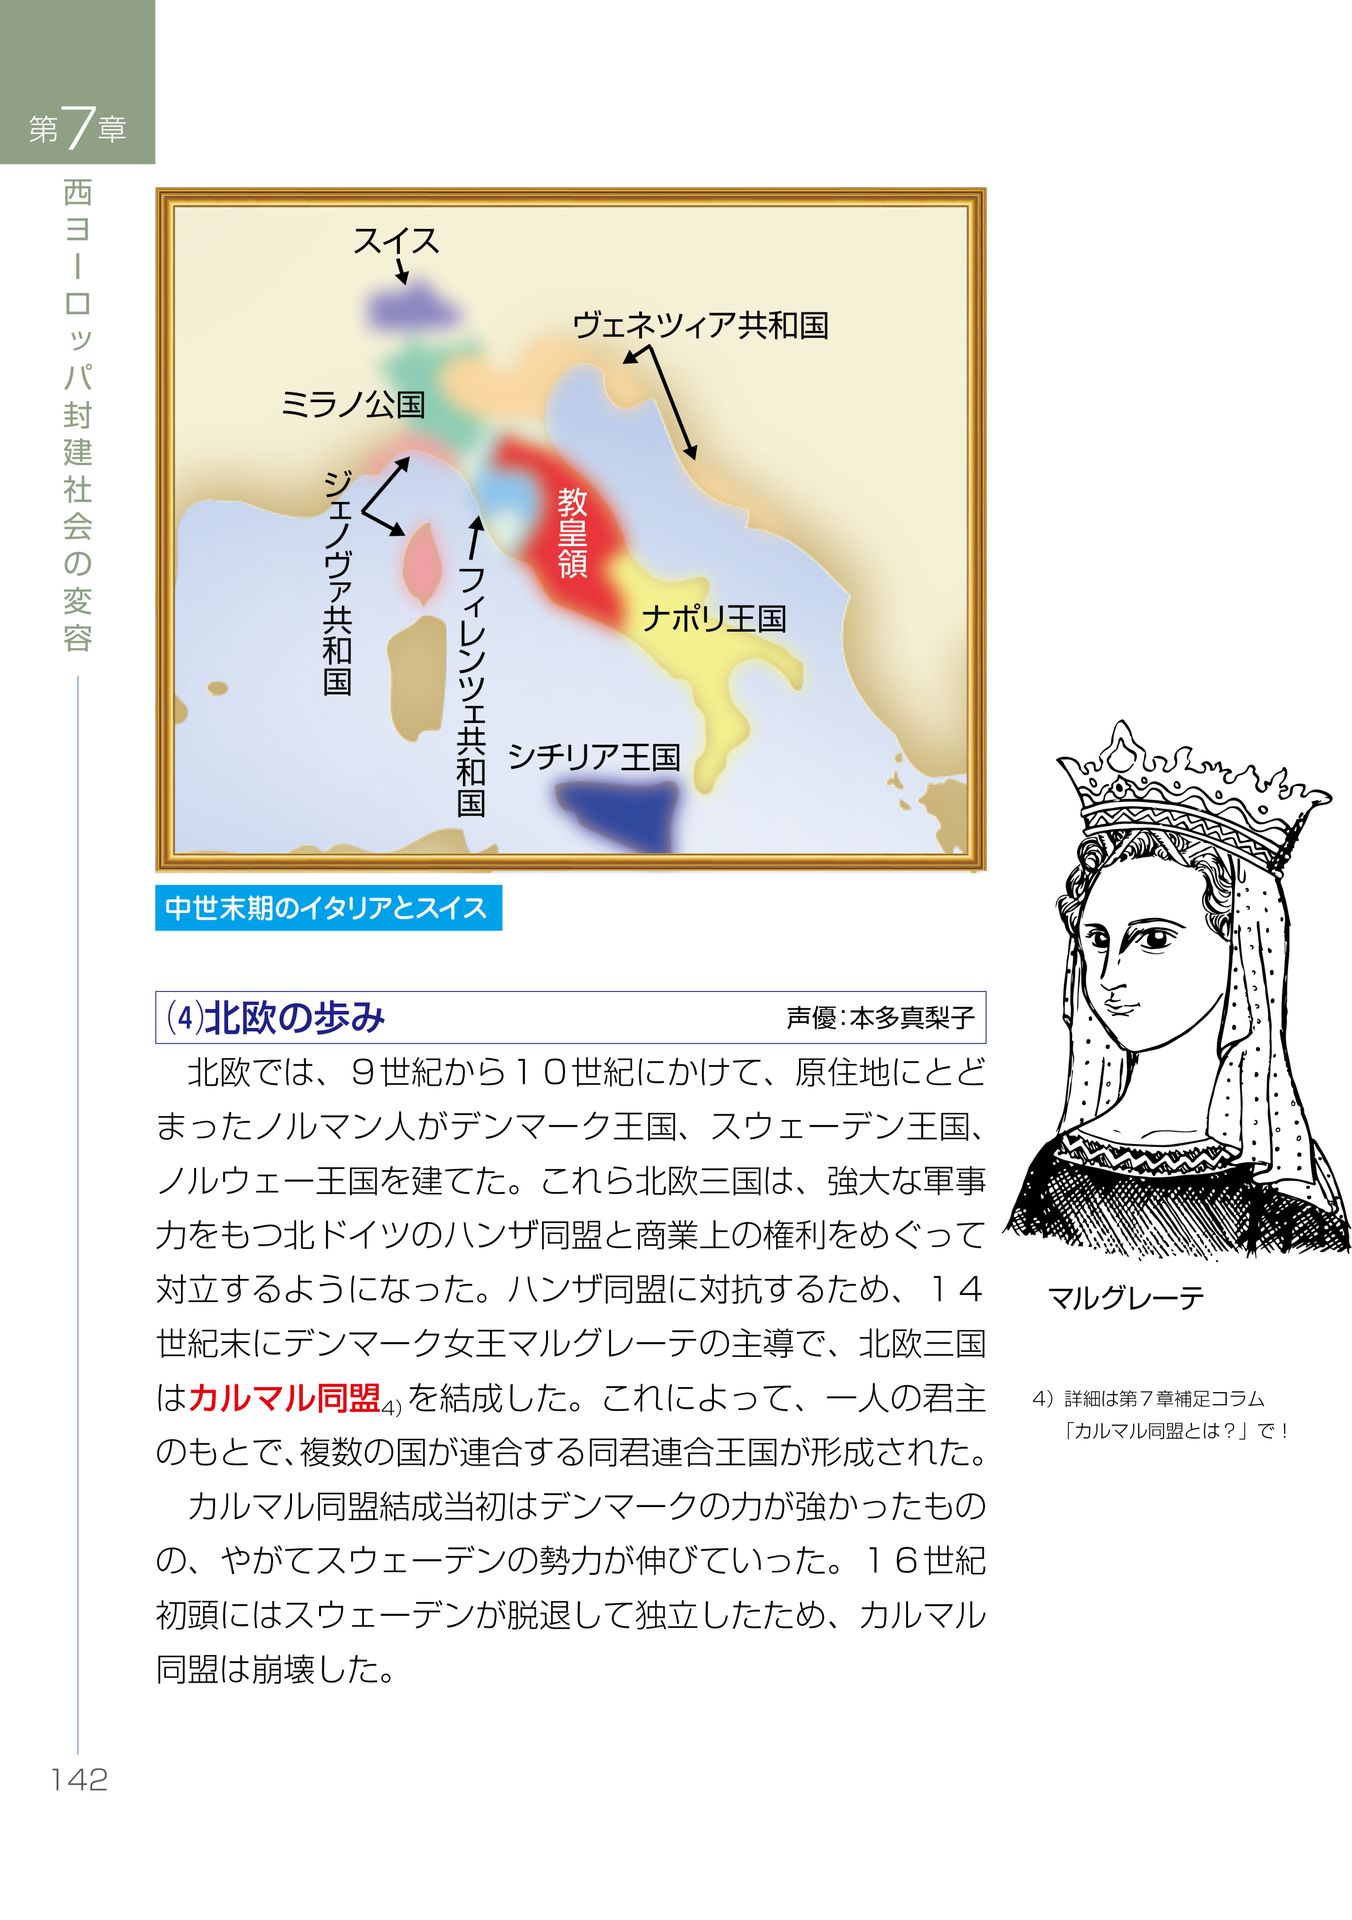 第7章
西ヨーロッパ封建社会の変容
スイス
ヴェネツィア共和国
ミラノ公国
ジェノヴァ共和国
フィレンツェ共和国
教皇領
ナポリ王国
シチリア王国
中世末期のイタリアとスイス
(4)北欧の歩み 声優：本多真梨子
　北欧では、９世紀から１０世紀にかけて、原住地にとど
まったノルマン人がデンマーク王国、スウェーデン王国、
ノルウェー王国を建てた。これら北欧三国は、強大な軍事
力をもつ北ドイツのハンザ同盟と商業上の権利をめぐって
対立するようになった。ハンザ同盟に対抗するため、１４
世紀末にデンマーク女王マルグレーテの主導で、北欧三国
はカルマル同盟4)を結成した。これによって、一人の君主
のもとで、複数の国が連合する同君連合王国が形成された。
　カルマル同盟結成当初はデンマークの力が強かったもの
の、やがてスウェーデンの勢力が伸びていった。１６世紀
初頭にはスウェーデンが脱退して独立したため、カルマル
同盟は崩壊した。
マルグレーテ
4）詳細は第７章補足コラム
「カルマル同盟とは？」で！
142